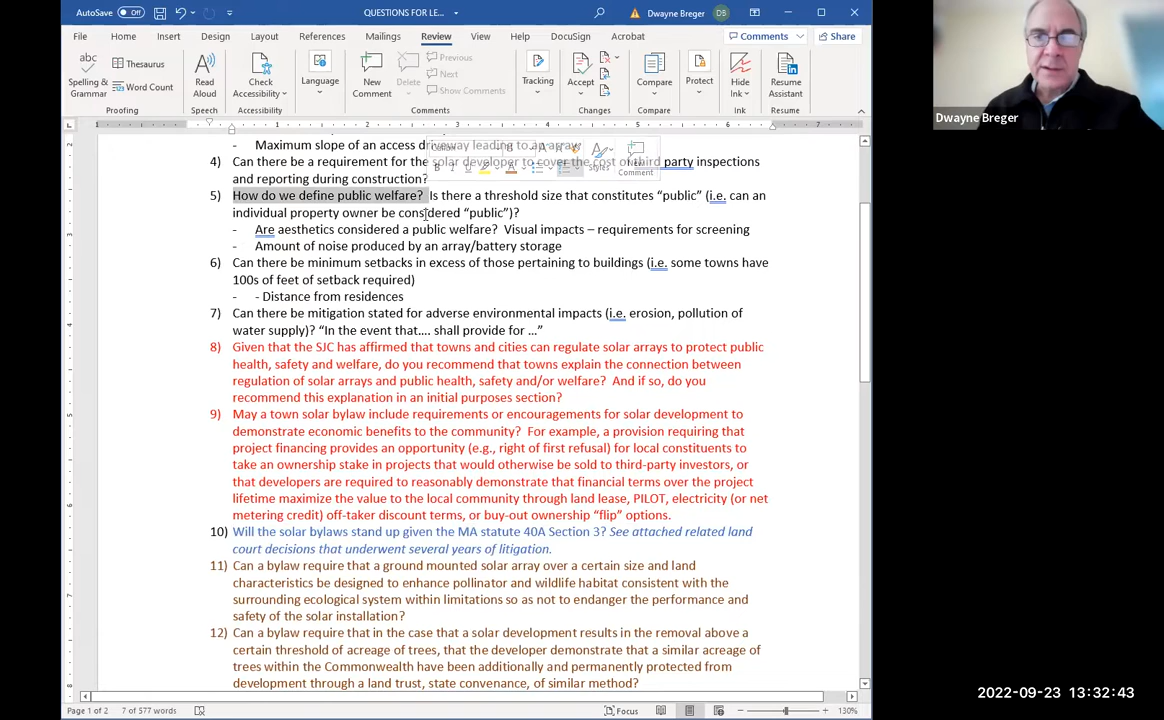 AutoSave Off
QUESTIONS FOR LE...
Dwayne Breger
DB
File Home Insert Draw Design Layout References Mailings Review View Help DocuSign Acrobat
Comments Share
abc
Spelling & Grammar
Thesaurus
Word Count
Proofing
Read Aloud
Speech
Check Accessibility
Accessibility
Language
New Comment
Delete
Previous
Next
Show Comments
Comments
Tracking
Accept
Changes
Compare
Compare
Protect
Hide Ink
Ink
Resume Assistant
Resume
- Maximum slope of an access driveway leading to an array
4) Can there be a requirement for the solar developer to cover the cost of third party inspections
and reporting during construction?
5) How do we define public welfare? Is there a threshold size that constitutes “public” (i.e. can an
individual property owner be considered “public”)?
- Are aesthetics considered a public welfare? Visual impacts – requirements for screening
- Amount of noise produced by an array/battery storage
6) Can there be minimum setbacks in excess of those pertaining to buildings (i.e. some towns have
100s of feet of setback required)
- - Distance from residences
7) Can there be mitigation stated for adverse environmental impacts (i.e. erosion, pollution of
water supply)? “In the event that…. shall provide for …”
8) Given that the SJC has affirmed that towns and cities can regulate solar arrays to protect public
health, safety and welfare, do you recommend that towns explain the connection between
regulation of solar arrays and public health, safety and/or welfare? And if so, do you
recommend this explanation in an initial purposes section?
9) May a town solar bylaw include requirements or encouragements for solar development to
demonstrate economic benefits to the community? For example, a provision requiring that
project financing provides an opportunity (e.g., right of first refusal) for local constituents to
take an ownership stake in projects that would otherwise be sold to third-party investors, or
that developers are required to reasonably demonstrate that financial terms over the project
lifetime maximize the value to the local community through land lease, PILOT, electricity (or net
metering credit) off-taker discount terms, or buy-out ownership “flip” options.
10) Will the solar bylaws stand up given the MA statute 40A Section 3? See attached related land
court decisions that underwent several years of litigation.
11) Can a bylaw require that a ground mounted solar array over a certain size and land
characteristics be designed to enhance pollinator and wildlife habitat consistent with the
surrounding ecological system within limitations so as not to endanger the performance and
safety of the solar installation?
12) Can a bylaw require that in the case that a solar development results in the removal above a
certain threshold of acreage of trees, that the developer demonstrate that a similar acreage of
trees within the Commonwealth have been additionally and permanently protected from
development through a land trust, state convenance, of similar method?
Styles
New Comment
Page 1 of 2 7 of 577 words
Focus
130%
Dwayne Breger
2022-09-23 13:32:43